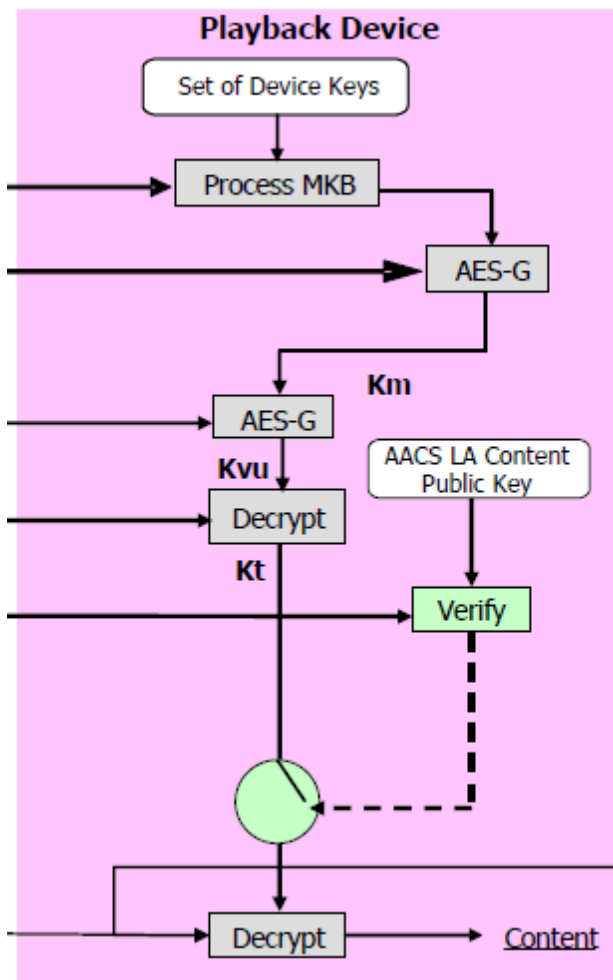 Playback Device
Set of Device Keys
Process MKB
AES-G
Km
AES-G
Kvu
AACS LA Content
Public Key
Decrypt
Kt
Verify
Decrypt
Content